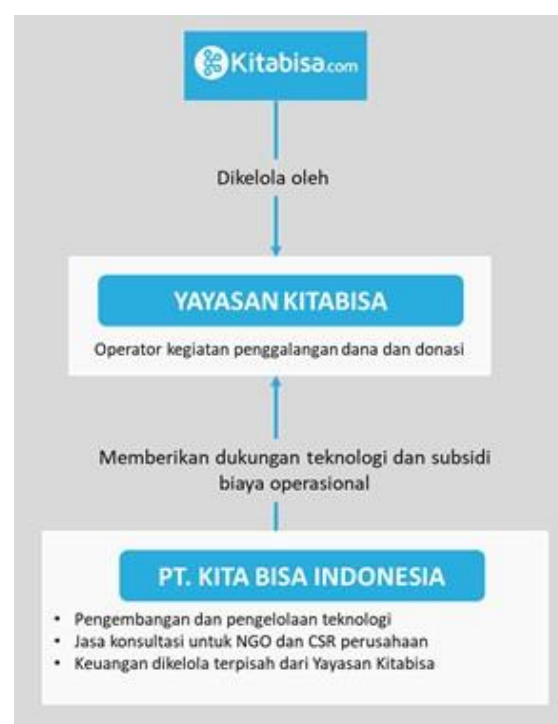 Kitabisa.com
Dikelola oleh
YAYASAN KITABISA
Operator kegiatan penggalangan dana dan donasi
Memberikan dukungan teknologi dan subsidi
biaya operasional
PT. KITA BISA INDONESIA
• Pengembangan dan pengelolaan teknologi
• Jasa konsultasi untuk NGO dan CSR perusahaan
• Keuangan dikelola terpisah dari Yayasan Kitabisa